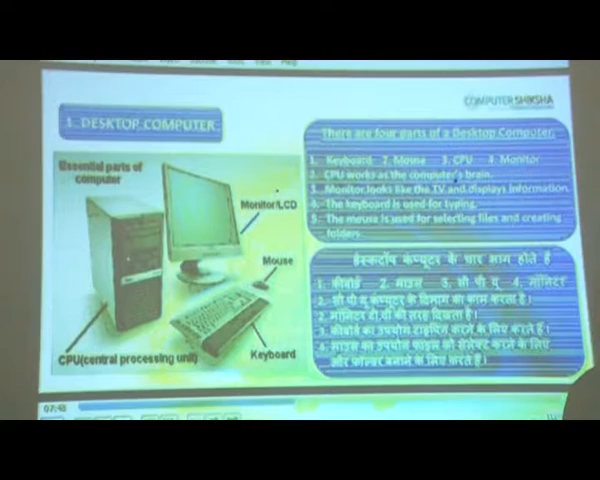 COMPUTER SHIKSHA
1. DESKTOP COMPUTER
Essential parts of
computer
Monitor/LCD
Mouse
Keyboard
CPU(central processing unit)
There are four parts of a Desktop Computer.
1. Keyboard 2. Mouse 3. CPU 4. Monitor
2. CPU works as the computer's brain.
3. Monitor looks like the TV and displays information.
4. The keyboard is used for typing.
5. The mouse is used for selecting files and creating
folders.
डेस्कटॉप कंप्यूटर के चार भाग होते हैं
1. कीबोर्ड 2. माउस 3. सी पी यू 4. मॉनिटर
2. सी पी यू कंप्यूटर के दिमाग का काम करता है।
2. मॉनिटर टी.वी की तरह दिखता है।
3. कीबोर्ड का उपयोग टाइपिंग करने के लिए करते हैं।
4. माउस का उपयोग फाइल को सेलेक्ट करने के लिए
और फोल्डर बनाने के लिए करते हैं।
07:48